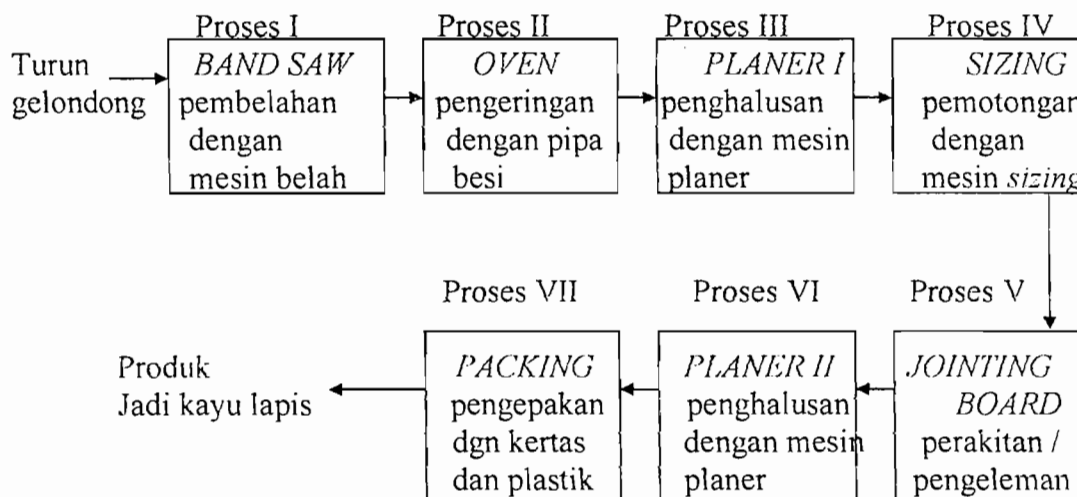 Proses I
Proses II
Proses III
Proses IV
Turun
gelondong
BAND SAW
pembelahan
dengan
mesin belah
OVEN
pengeringan
dengan pipa
besi
PLANER I
penghalusan
dengan mesin
planer
SIZING
pemotongan
dengan
mesin sizing
Proses VII
Proses VI
Proses V
Produk
Jadi kayu lapis
PACKING
pengepakan
dgn kertas
dan plastik
PLANER II
penghalusan
dengan mesin
planer
JOINTING
BOARD
perakitan /
pengeleman